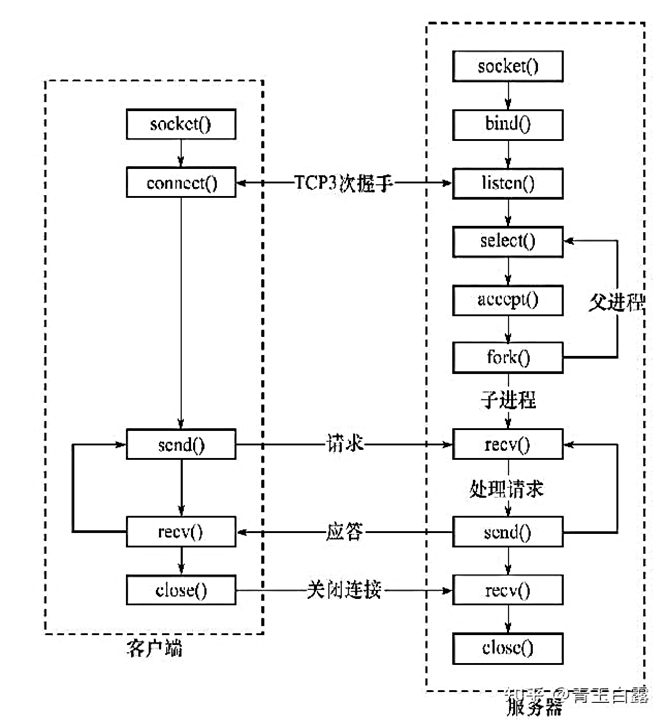 socket()
bind()
socket()
connect()
TCP3次握手
listen()
select()
accept()
父进程
fork()
子进程
send()
请求
recv()
处理请求
recv()
应答
send()
close()
关闭连接
recv()
客户端
close()
知乎 @青玉白露
服务器